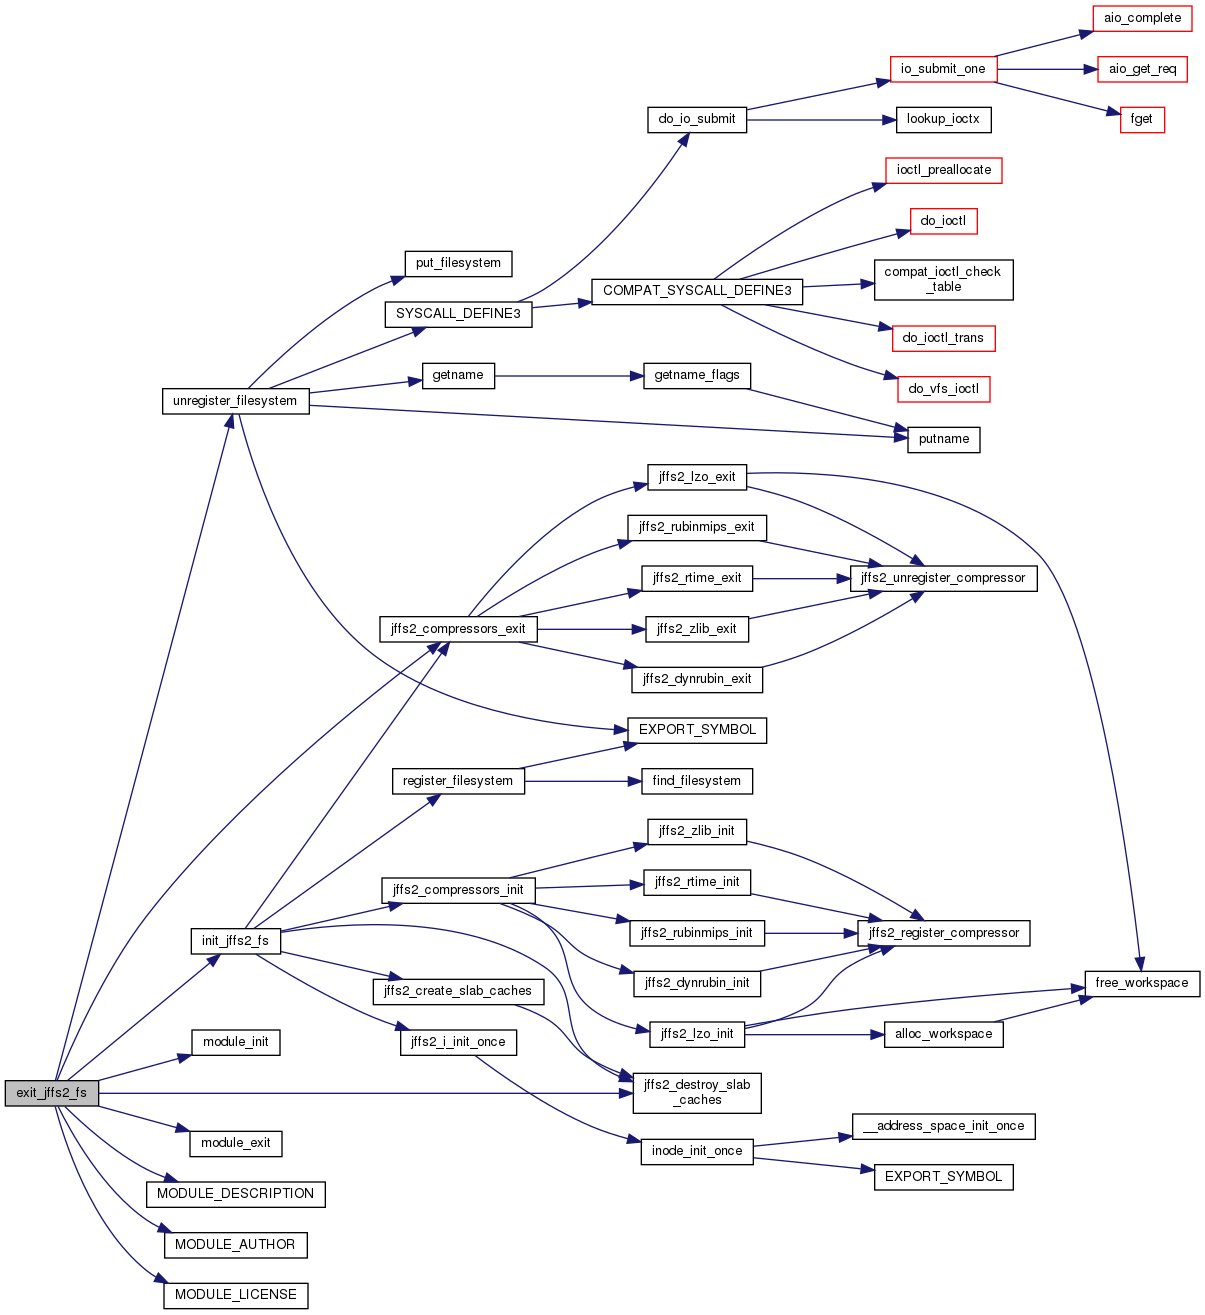 aio_complete
io_submit_one
aio_get_req
do_io_submit
lookup_ioctx
fget
ioctl_preallocate
do_ioctl
put_filesystem
compat_ioctl_check
_table
COMPAT_SYSCALL_DEFINE3
SYSCALL_DEFINE3
do_ioctl_trans
getname
getname_flags
do_vfs_ioctl
unregister_filesystem
putname
jffs2_lzo_exit
jffs2_rubinmips_exit
jffs2_rtime_exit
jffs2_unregister_compressor
jffs2_compressors_exit
jffs2_zlib_exit
jffs2_dynrubin_exit
EXPORT_SYMBOL
register_filesystem
find_filesystem
jffs2_zlib_init
jffs2_compressors_init
jffs2_rtime_init
init_jffs2_fs
jffs2_rubinmips_init
jffs2_register_compressor
jffs2_create_slab_caches
jffs2_dynrubin_init
free_workspace
module_init
jffs2_i_init_once
jffs2_lzo_init
alloc_workspace
exit_jffs2_fs
jffs2_destroy_slab
_caches
module_exit
inode_init_once
__address_space_init_once
EXPORT_SYMBOL
MODULE_DESCRIPTION
MODULE_AUTHOR
MODULE_LICENSE